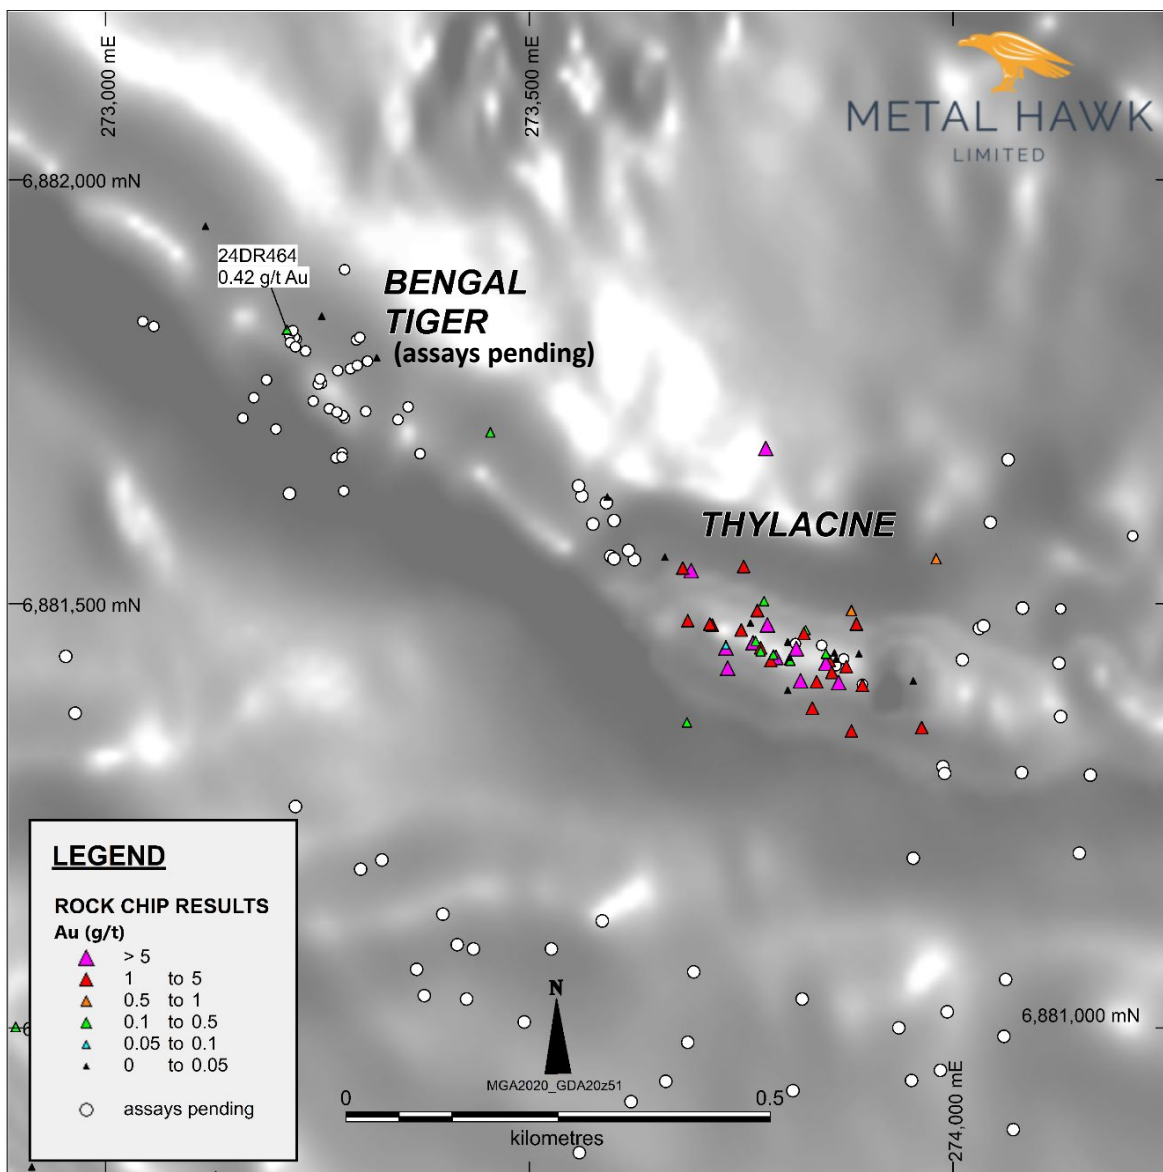 273,000 mE
273,500 mE
METAL HAWK
LIMITED
6,882,000 mN
24DR464
0.42 g/t Au
BENGAL
TIGER
(assays pending)
THYLACINE
6,881,500 mN
LEGEND
ROCK CHIP RESULTS
Au (g/t)
> 5
1 to 5
0.5 to 1
0.1 to 0.5
0.05 to 0.1
0 to 0.05
assays pending
N
MGA2020_GDA20z51
0 0.5
kilometres
6,881,000 mN
274,000 mE